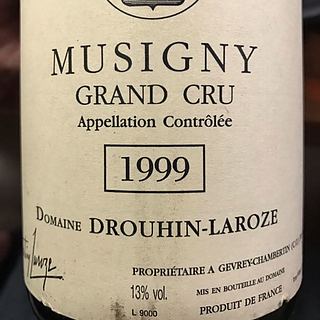 MUSIGNY
GRAND CRU
Appellation Contrôlée
1999
DOMAINE DROUHIN-LAROZE
PROPRIÉTAIRE A GEVREY-CHAMBERTIN
13% vol.
MIS EN BOUTEILLE AU DOMAINE
L 9000
PRODUIT DE FRANCE